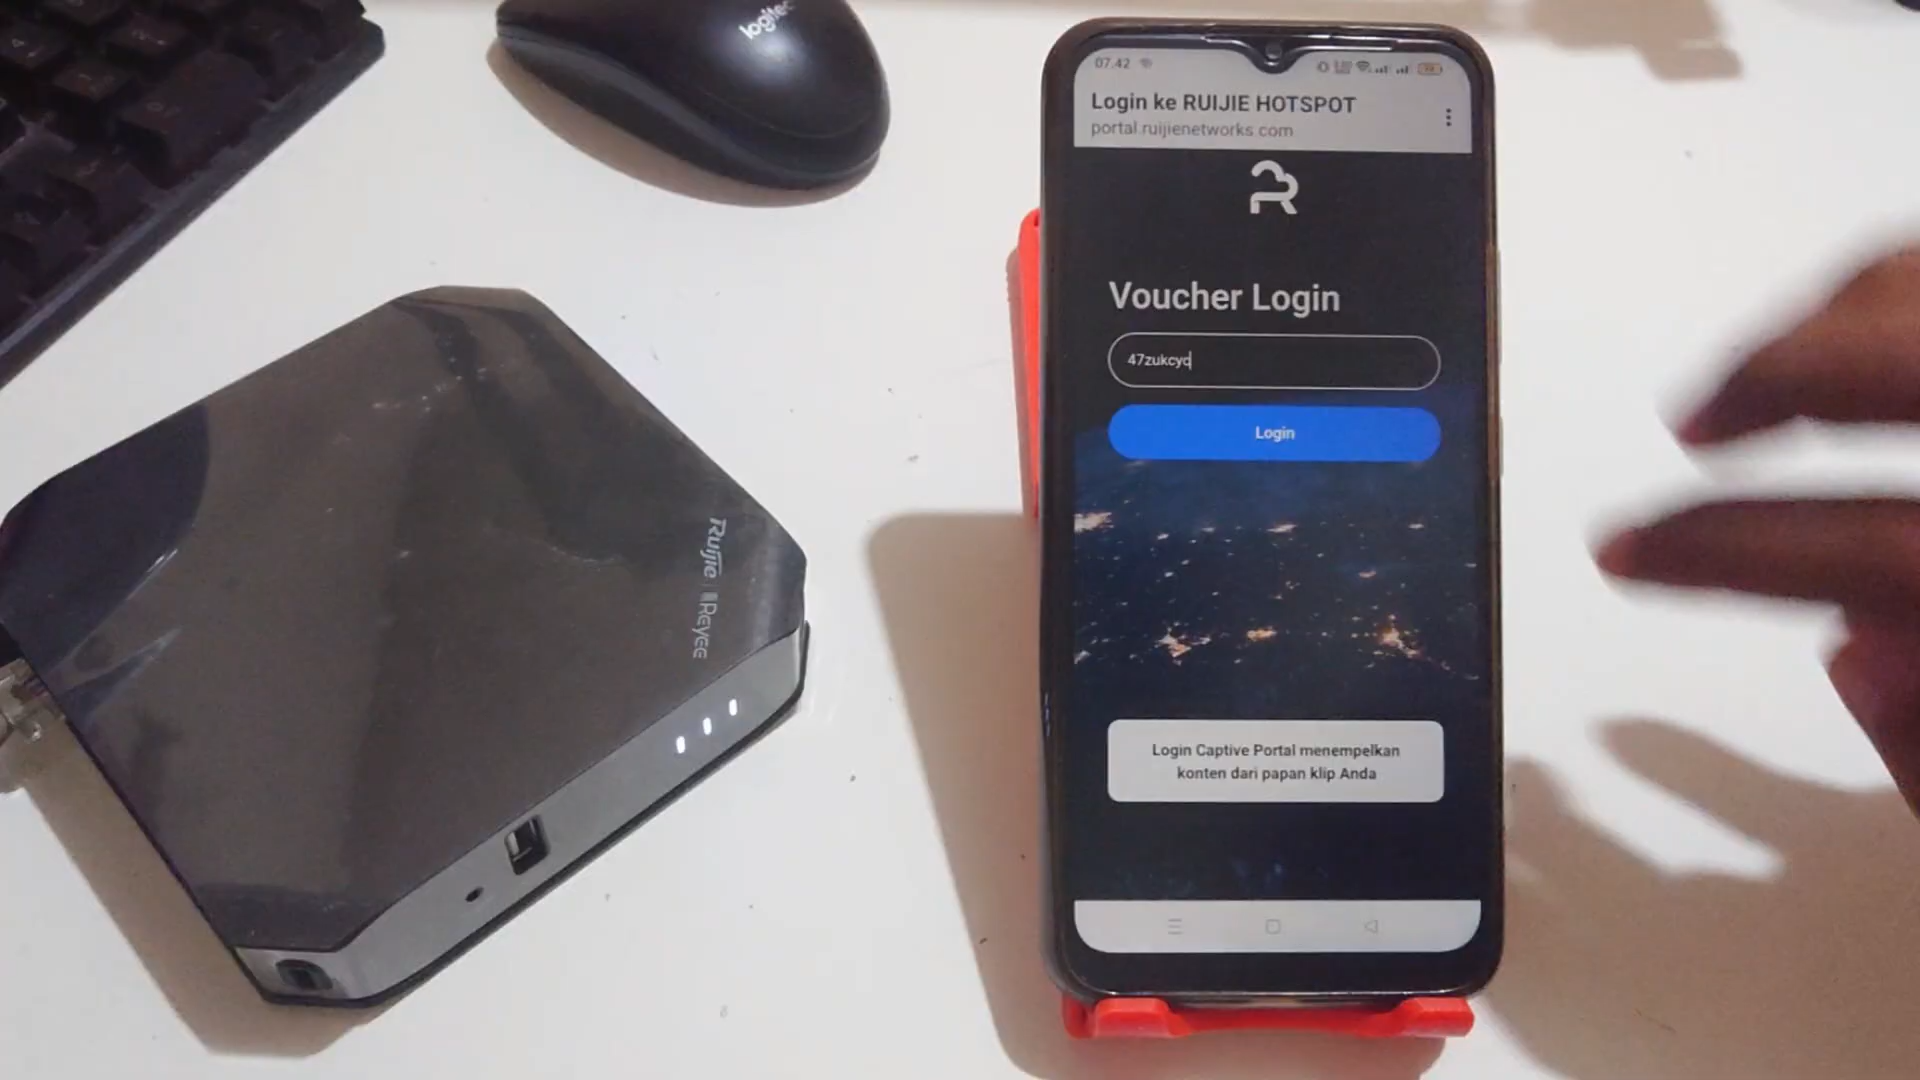 logitech
07.42
Login ke RUIJIE HOTSPOT
portal.ruijienetworks.com
Voucher Login
47zukcyq
Login
Login Captive Portal menempelkan
konten dari papan klip Anda
Ruijie | Reyee